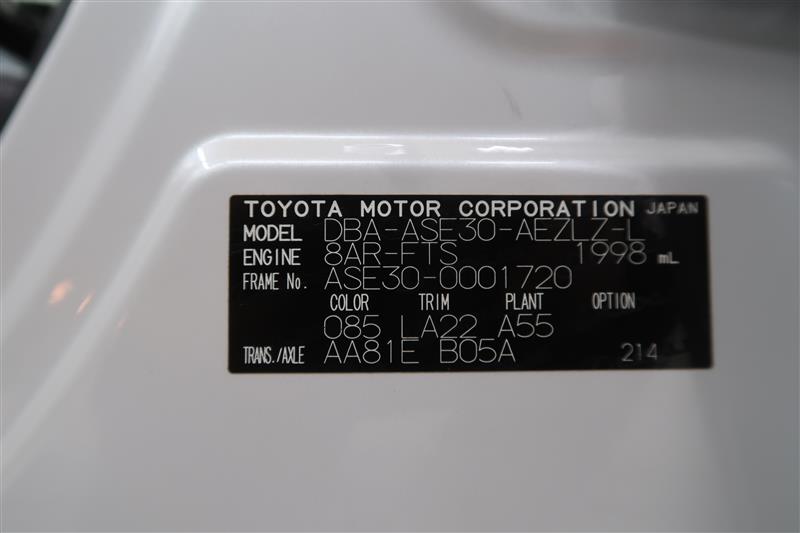 TOYOTA MOTOR CORPORATION JAPAN
MODEL DBA-ASE30-AEZLZ-L
ENGINE 8AR-FTS 1998 mL
FRAME No. ASE30-0001720
COLOR TRIM PLANT OPTION
085 LA22 A55
TRANS./AXLE AA81E B05A 214